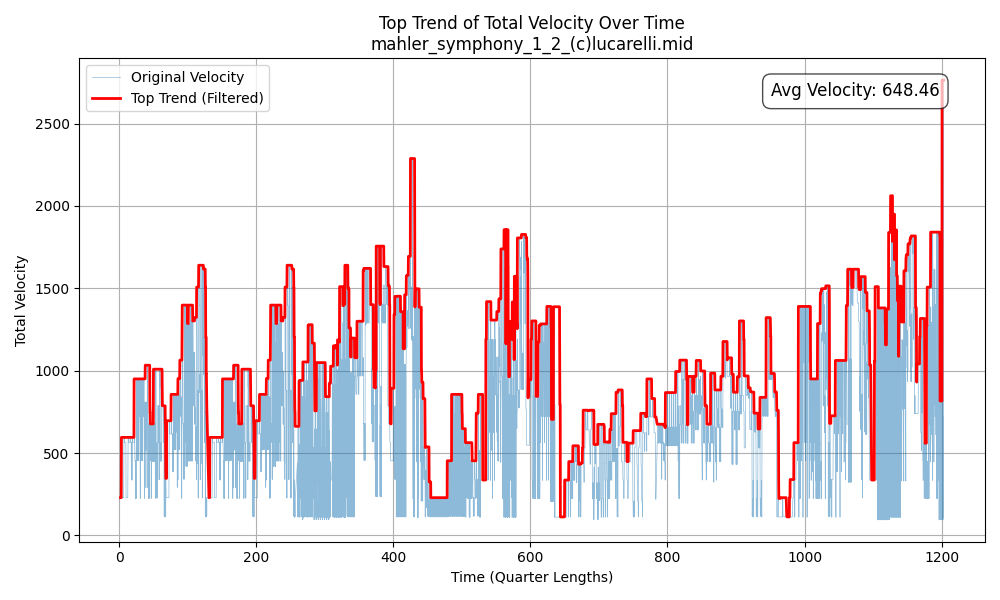 Top Trend of Total Velocity Over Time
mahler_symphony_1_2_(c)lucarelli.mid
Original Velocity
Top Trend (Filtered)
Avg Velocity: 648.46
Total Velocity
2500
2000
1500
1000
500
0
0 200 400 600 800 1000 1200
Time (Quarter Lengths)